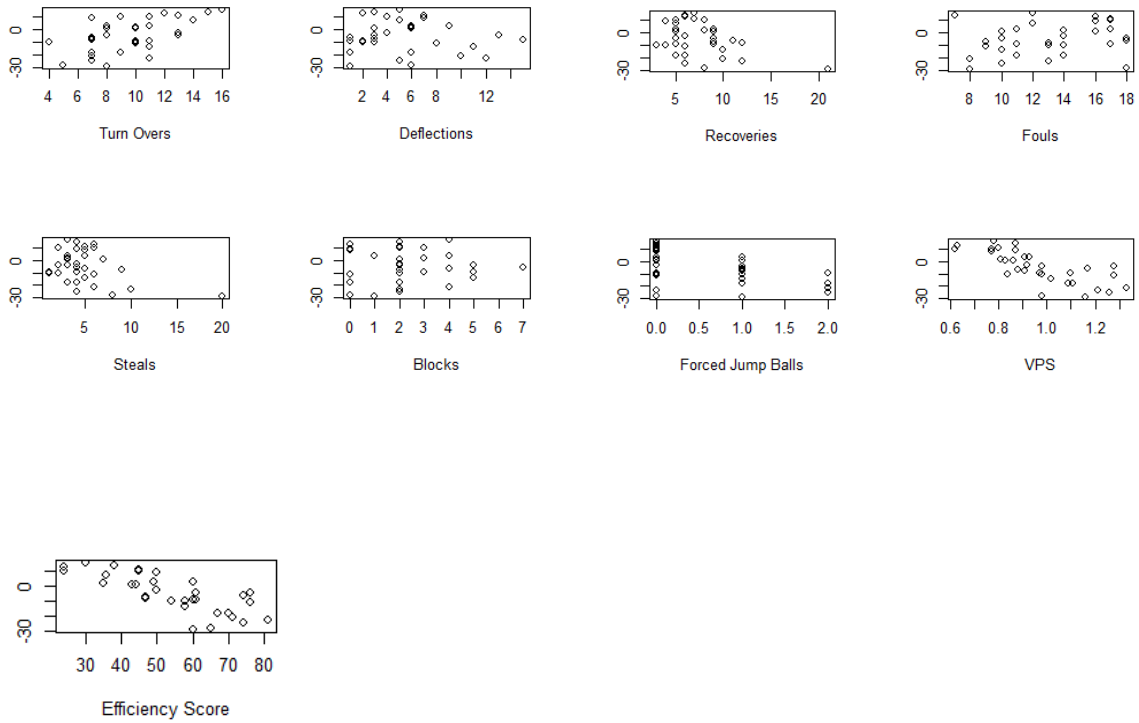 0
-30
4 6 8 10 12 14 16
Turn Overs
0
-30
2 4 6 8 12
Deflections
0
-30
5 10 15 20
Recoveries
0
-30
8 10 12 14 16 18
Fouls
0
-30
5 10 15 20
Steals
0
-30
0 1 2 3 4 5 6 7
Blocks
0
-30
0.0 0.5 1.0 1.5 2.0
Forced Jump Balls
0
-30
0.6 0.8 1.0 1.2
VPS
0
-30
30 40 50 60 70 80
Efficiency Score